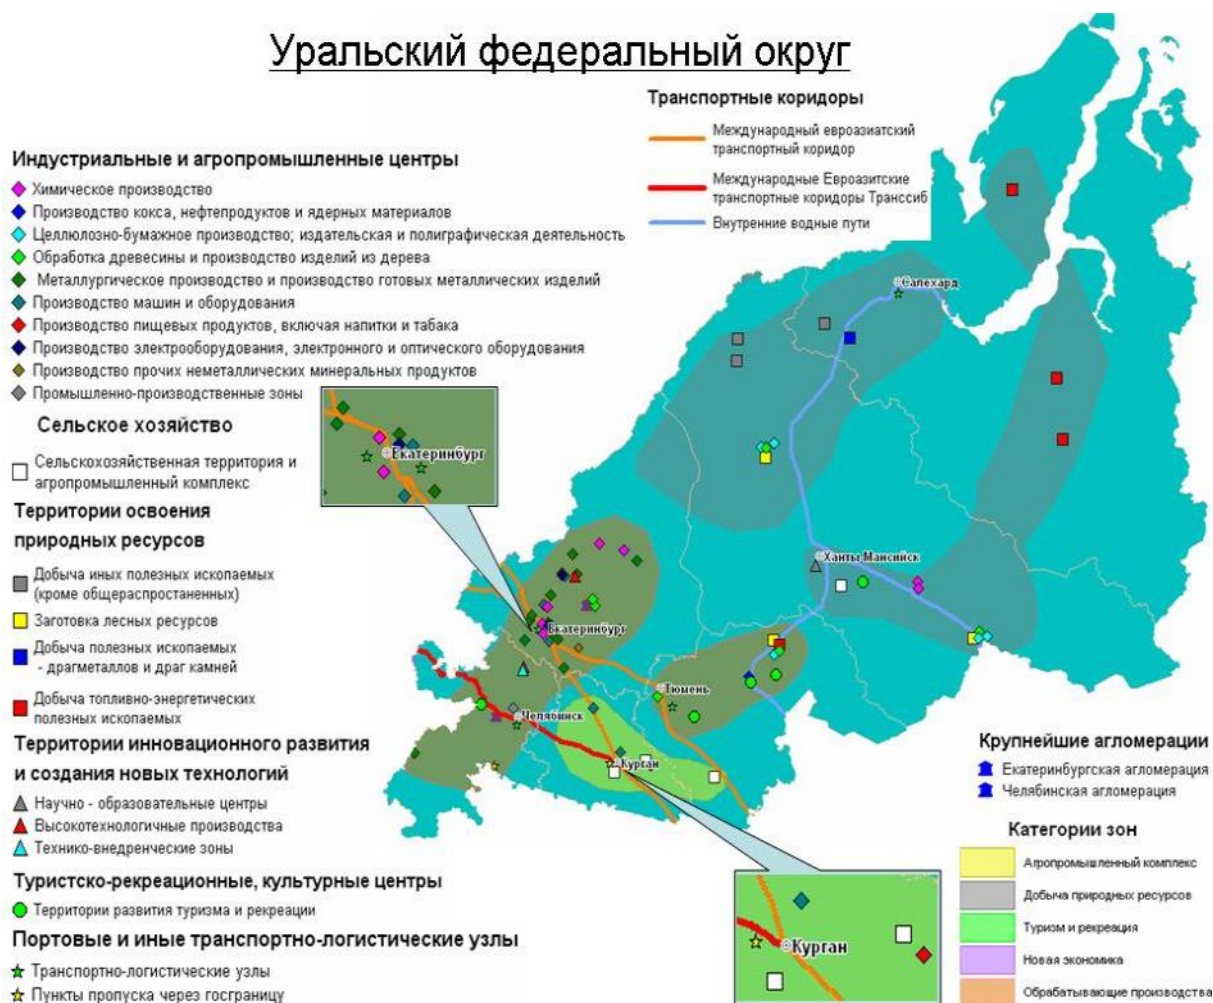 Уральский федеральный округ
Транспортные коридоры
Международный евроазиатский
транспортный коридор
Международные Евроазитские
транспортные коридоры Транссиб
Внутренние водные пути
Индустриальные и агропромышленные центры
Химическое производство
Производство кокса, нефтепродуктов и ядерных материалов
Целлюлозно-бумажное производство; издательская и полиграфическая деятельность
Обработка древесины и производство изделий из дерева
Металлургическое производство и производство готовых металлических изделий
Производство машин и оборудования
Производство пищевых продуктов, включая напитки и табака
Производство электрооборудования, электронного и оптического оборудования
Производство прочих неметаллических минеральных продуктов
Промышленно-производственные зоны
Сельское хозяйство
Сельскохозяйственная территория и
агропромышленный комплекс
Территории освоения
природных ресурсов
Добыча иных полезных ископаемых
(кроме общераспростаненных)
Заготовка лесных ресурсов
Добыча полезных ископаемых
- драгметаллов и драг камней
Добыча топливно-энергетических
полезных ископаемых
Территории инновационного развития
и создания новых технологий
Научно - образовательные центры
Высокотехнологичные производства
Технико-внедренческие зоны
Туристско-рекреационные, культурные центры
Территории развития туризма и рекреации
Портовые и иные транспортно-логистические узлы
Транспортно-логистические узлы
Пункты пропуска через госграницу
Екатеринбург
Салехард
Ханты-Мансийск
Екатеринбург
Тюмень
Челябинск
Курган
Курган
Крупнейшие агломерации
Екатеринбургская агломерация
Челябинская агломерация
Категории зон
Агропромышленный комплекс
Добыча природных ресурсов
Туризм и рекреация
Новая экономика
Обрабатывающие производства